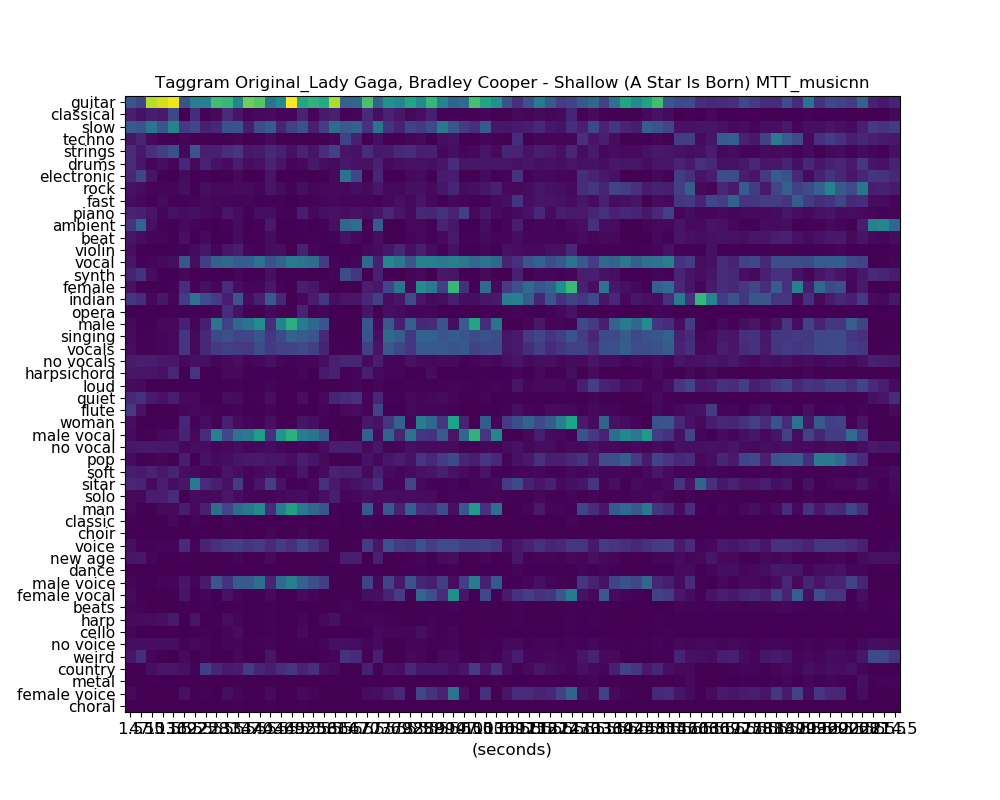 Taggram Original_Lady Gaga, Bradley Cooper - Shallow (A Star Is Born) MTT_musicnn
guitar
classical
slow
techno
strings
drums
electronic
rock
fast
piano
ambient
beat
violin
vocal
synth
female
indian
opera
male
singing
vocals
no vocals
harpsichord
loud
quiet
flute
woman
male vocal
no vocal
pop
soft
sitar
solo
man
classic
choir
voice
new age
dance
male voice
female vocal
beats
harp
cello
no voice
weird
country
metal
female voice
choral
(seconds)